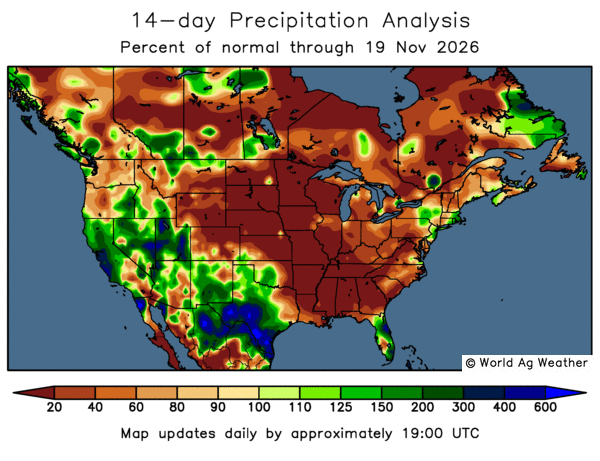 14-day Precipitation Analysis
Percent of normal through 19 Nov 2026
© World Ag Weather
20 40 60 80 90 100 110 125 150 200 300 400 600
Map updates daily by approximately 19:00 UTC